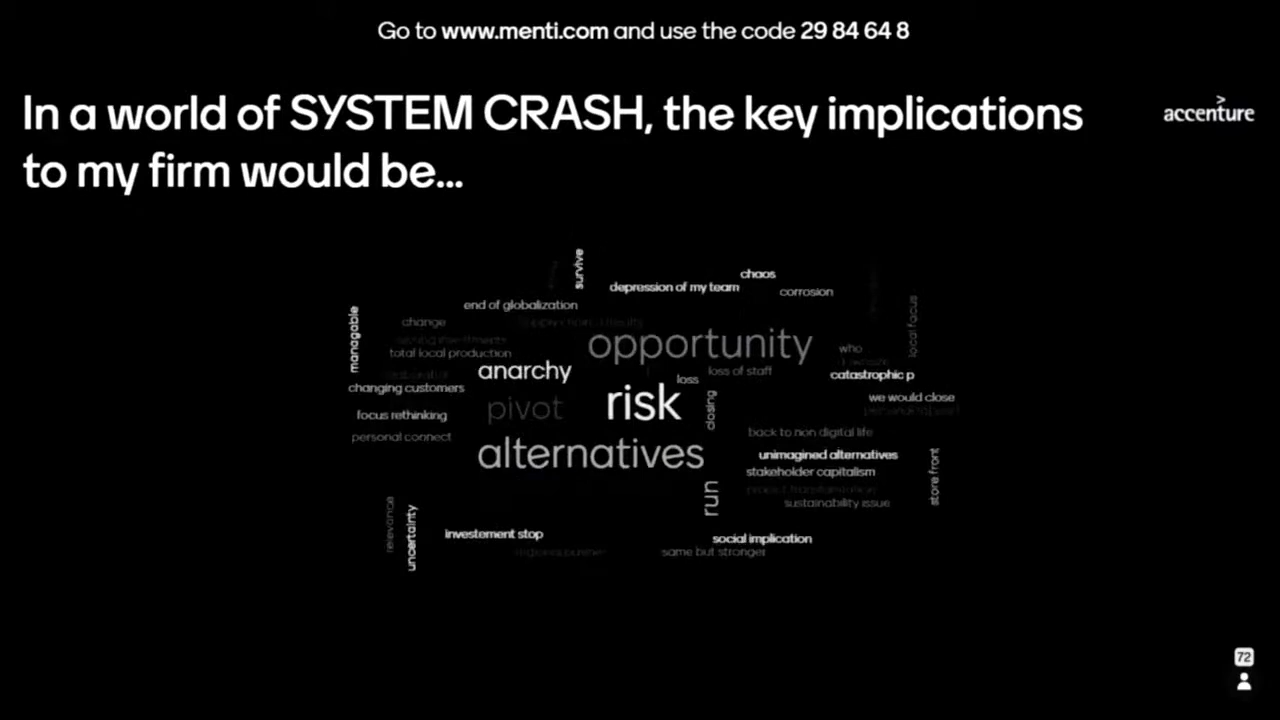 Go to www.menti.com and use the code 29 84 64 8
In a world of SYSTEM CRASH, the key implications
to my firm would be...
>
accenture
survive
chaos
depression of my team
corrosion
end of globalization
managable
change
local focus
opportunity
who
total local production
anarchy
loss of staff
loss
catastrophic p
changing customers
risk
closing
we would close
pivot
focus rethinking
back to non digital life
personal connect
alternatives
unimagined alternatives
stakeholder capitalism
store front
run
sustainability issue
relevance
uncertainty
investement stop
social implication
same but stronger
72